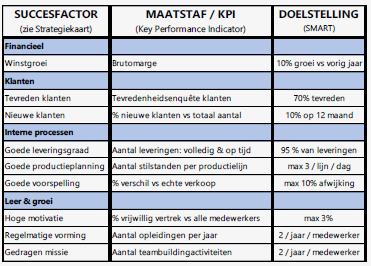 SUCCESFACTOR MAATSTAF / KPI DOELSTELLING
(zie Strategiekaart) (Key Performance Indicator) (SMART)
Financieel
Winstgroei Brutomarge 10% groei vs vorig jaar
Klanten
Tevreden klanten Tevredenheidsenquête klanten 70% tevreden
Nieuwe klanten % nieuwe klanten vs totaal aantal 10% op 12 maand
Interne processen
Goede leveringsgraad Aantal leveringen: volledig & op tijd 95 % van leveringen
Goede productieplanning Aantal stilstanden per productielijn max 3 / lijn / dag
Goede voorspelling % verschil vs echte verkoop max 10% afwijking
Leer & groei
Hoge motivatie % vrijwillig vertrek vs alle medewerkers max 3%
Regelmatige vorming Aantal opleidingen per jaar 2 / jaar / medewerker
Gedragen missie Aantal teambuildingactiviteiten 2 / jaar / medewerker